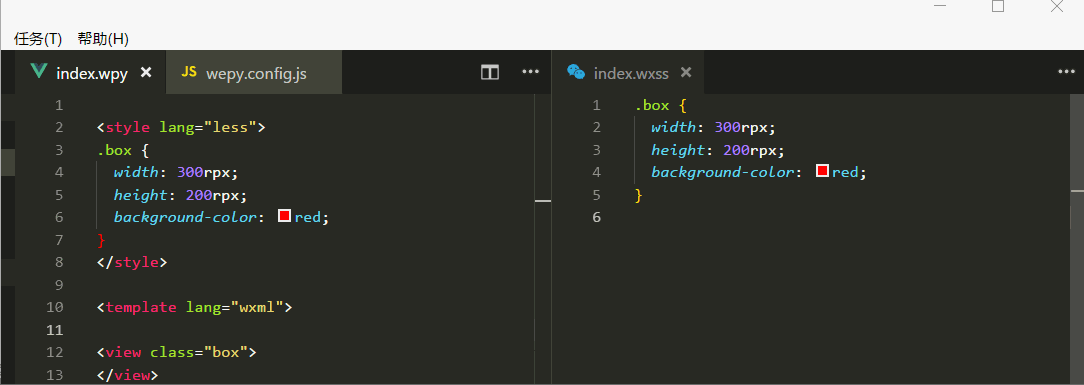 任务(T) 帮助(H)
index.wpy × JS wepy.config.js ···
1
2 <style lang="less">
3 .box {
4 width: 300rpx;
5 height: 200rpx;
6 background-color: red;
7 }
8 </style>
9
10 <template lang="wxml">
11
12 <view class="box">
13 </view>
index.wxss × ···
1 .box {
2 width: 300rpx;
3 height: 200rpx;
4 background-color: red;
5 }
6